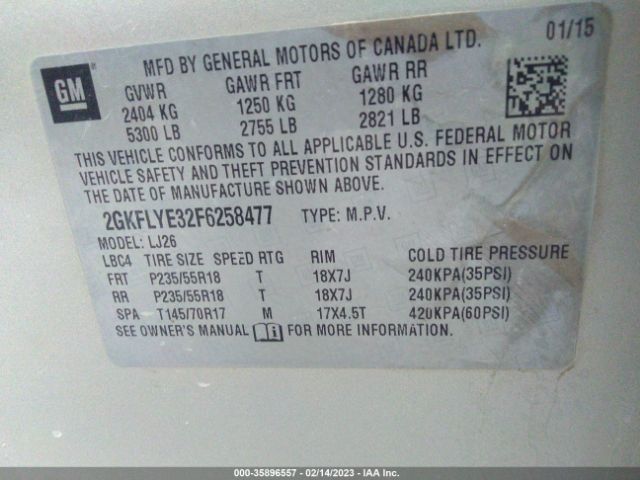 GM
MFD BY GENERAL MOTORS OF CANADA LTD. 01/15
GVWR GAWR FRT GAWR RR
2404 KG 1250 KG 1280 KG
5300 LB 2755 LB 2821 LB
THIS VEHICLE CONFORMS TO ALL APPLICABLE U.S. FEDERAL MOTOR
VEHICLE SAFETY AND THEFT PREVENTION STANDARDS IN EFFECT ON
THE DATE OF MANUFACTURE SHOWN ABOVE.
2GKFLYE32F6258477 TYPE: M.P.V.
MODEL: LJ26
LBC4 TIRE SIZE SPEED RTG RIM COLD TIRE PRESSURE
FRT P235/55R18 T 18X7J 240KPA(35PSI)
RR P235/55R18 T 18X7J 240KPA(35PSI)
SPA T145/70R17 M 17X4.5T 420KPA(60PSI)
SEE OWNER'S MANUAL FOR MORE INFORMATION.
000-35896557 - 02/14/2023 - IAA Inc.